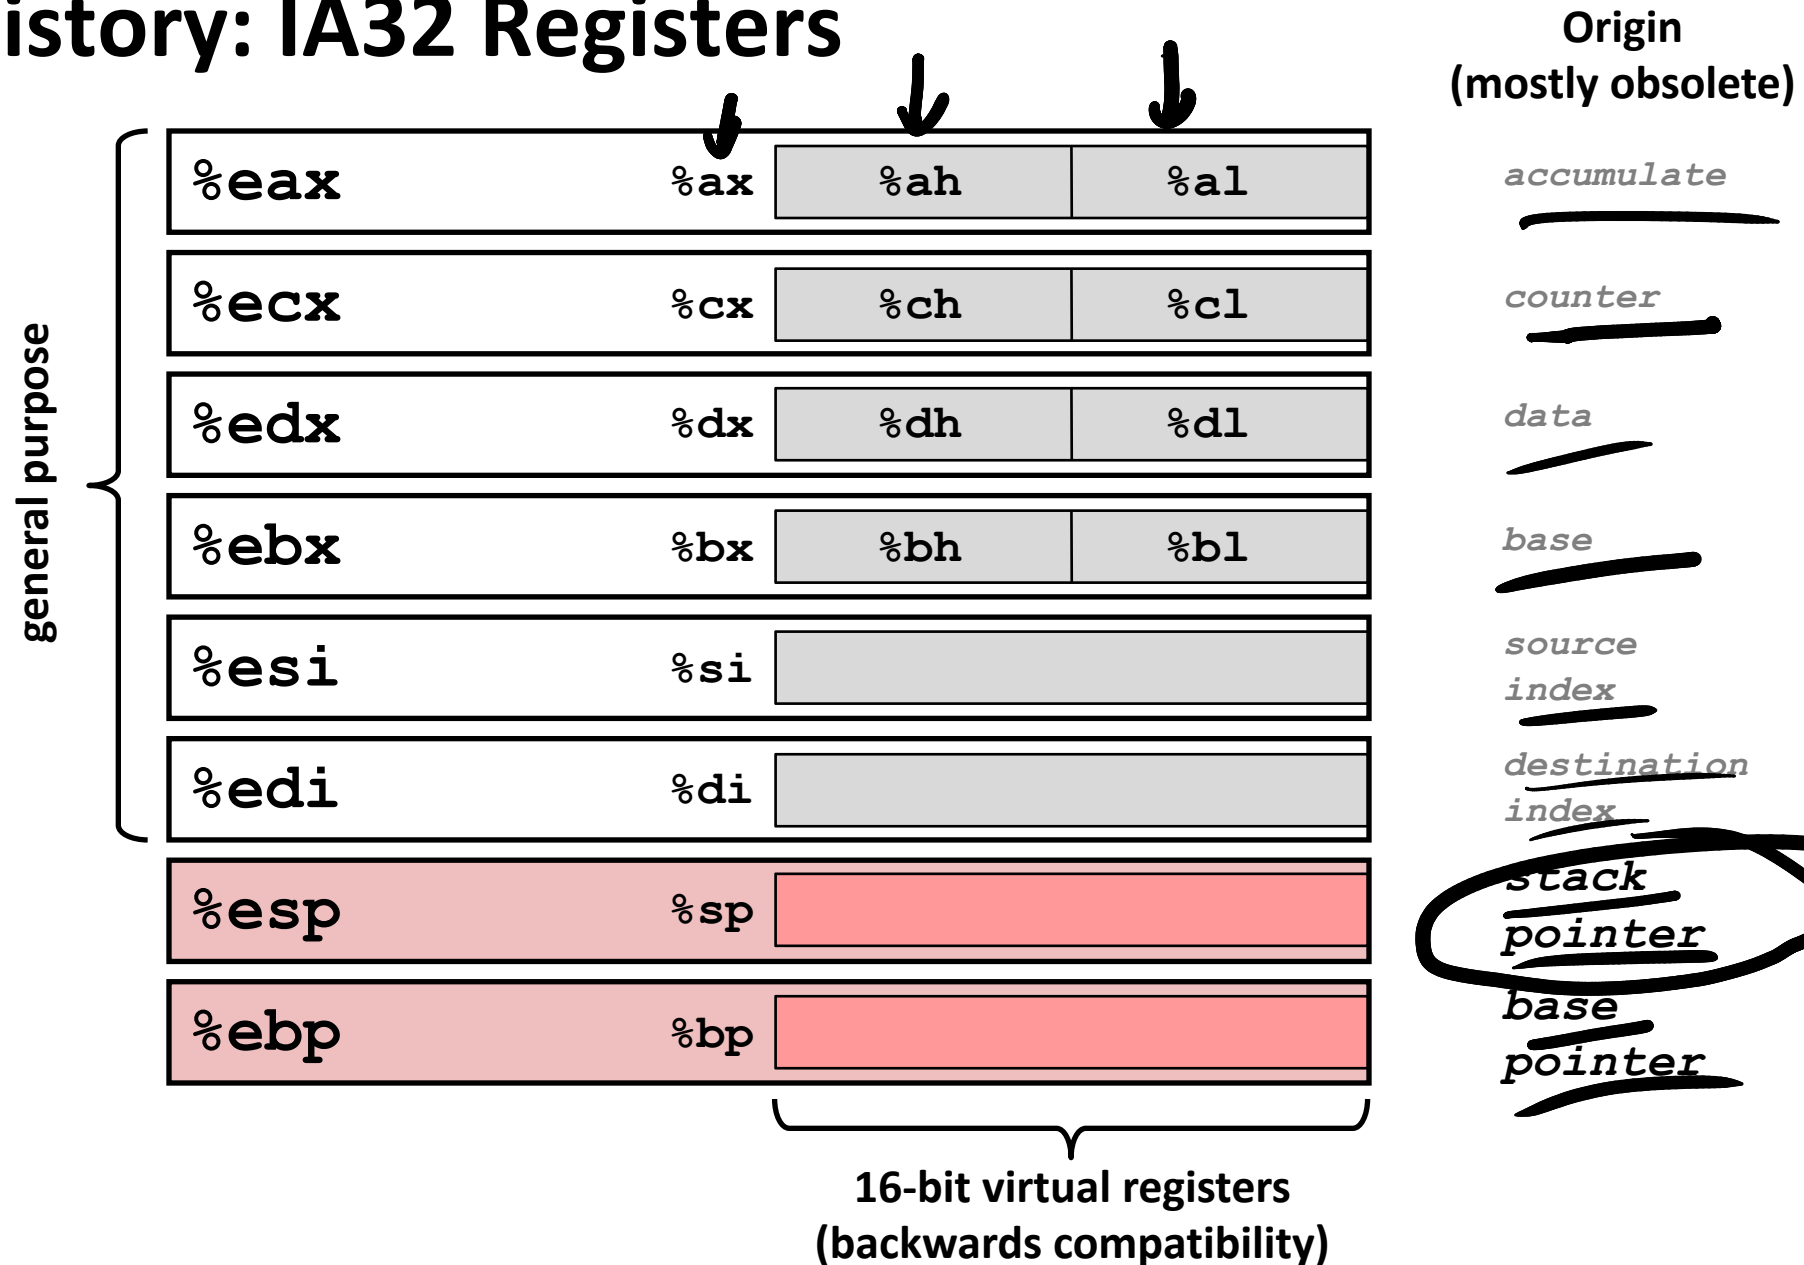 istory: IA32 Registers
Origin
(mostly obsolete)
%eax %ax %ah %al accumulate
%ecx %cx %ch %cl counter
%edx %dx %dh %dl data
%ebx %bx %bh %bl base
general purpose
%esi %si source
index
%edi %di destination
index
%esp %sp stack
pointer
%ebp %bp base
pointer
16-bit virtual registers
(backwards compatibility)